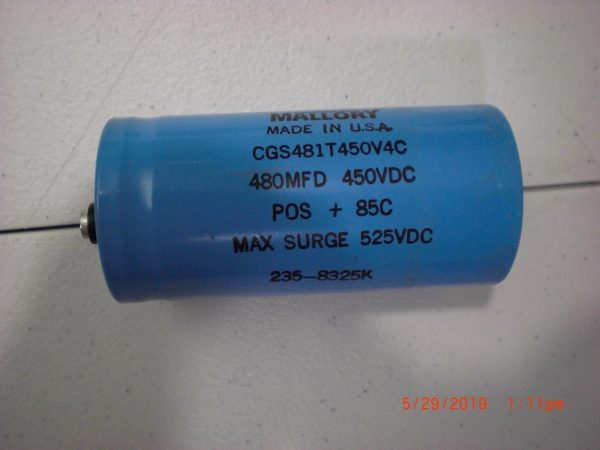 MALLORY
MADE IN U.S.A.
CGS481T450V4C
480MFD 450VDC
POS + 85C
MAX SURGE 525VDC
235-8325K
5/29/2019 1:11pm